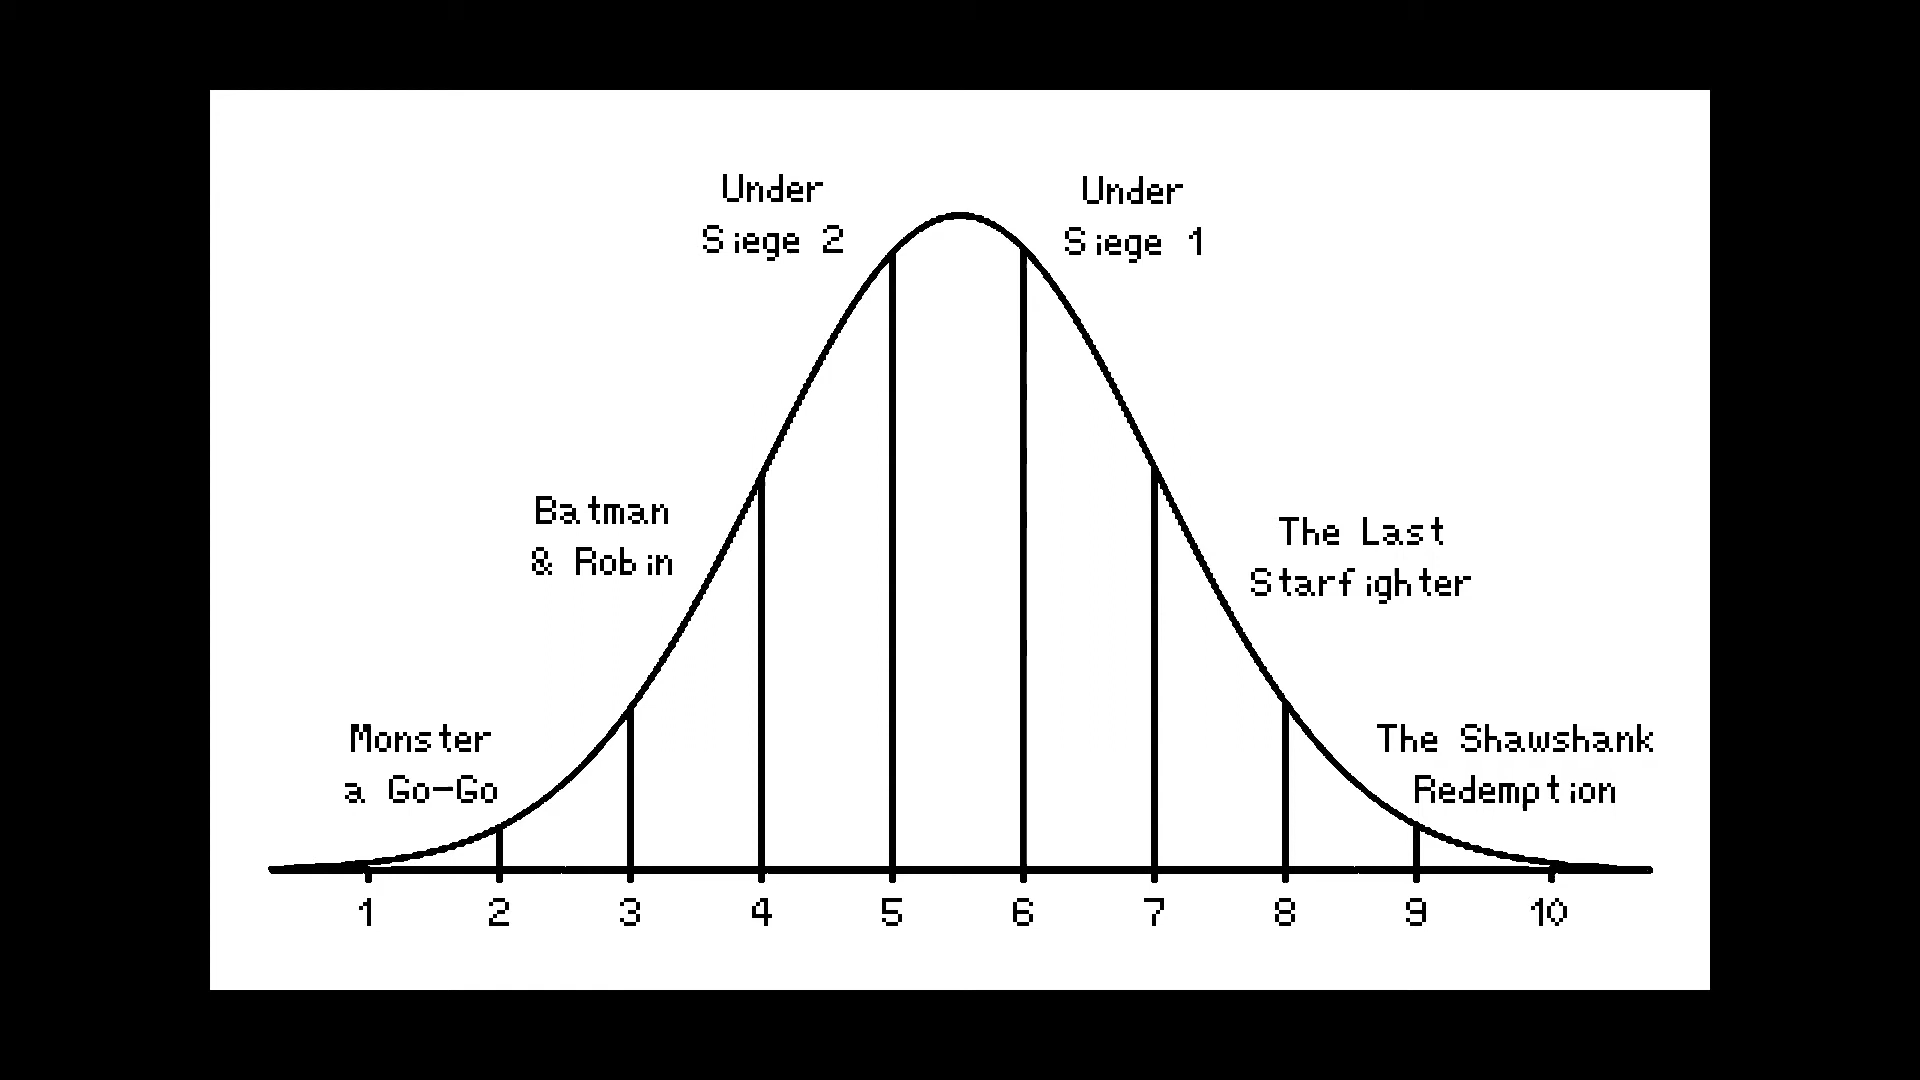 Under
Siege 2
Under
Siege 1
Batman
& Robin
The Last
Starfighter
Monster
a Go-Go
The Shawshank
Redemption
1 2 3 4 5 6 7 8 9 10